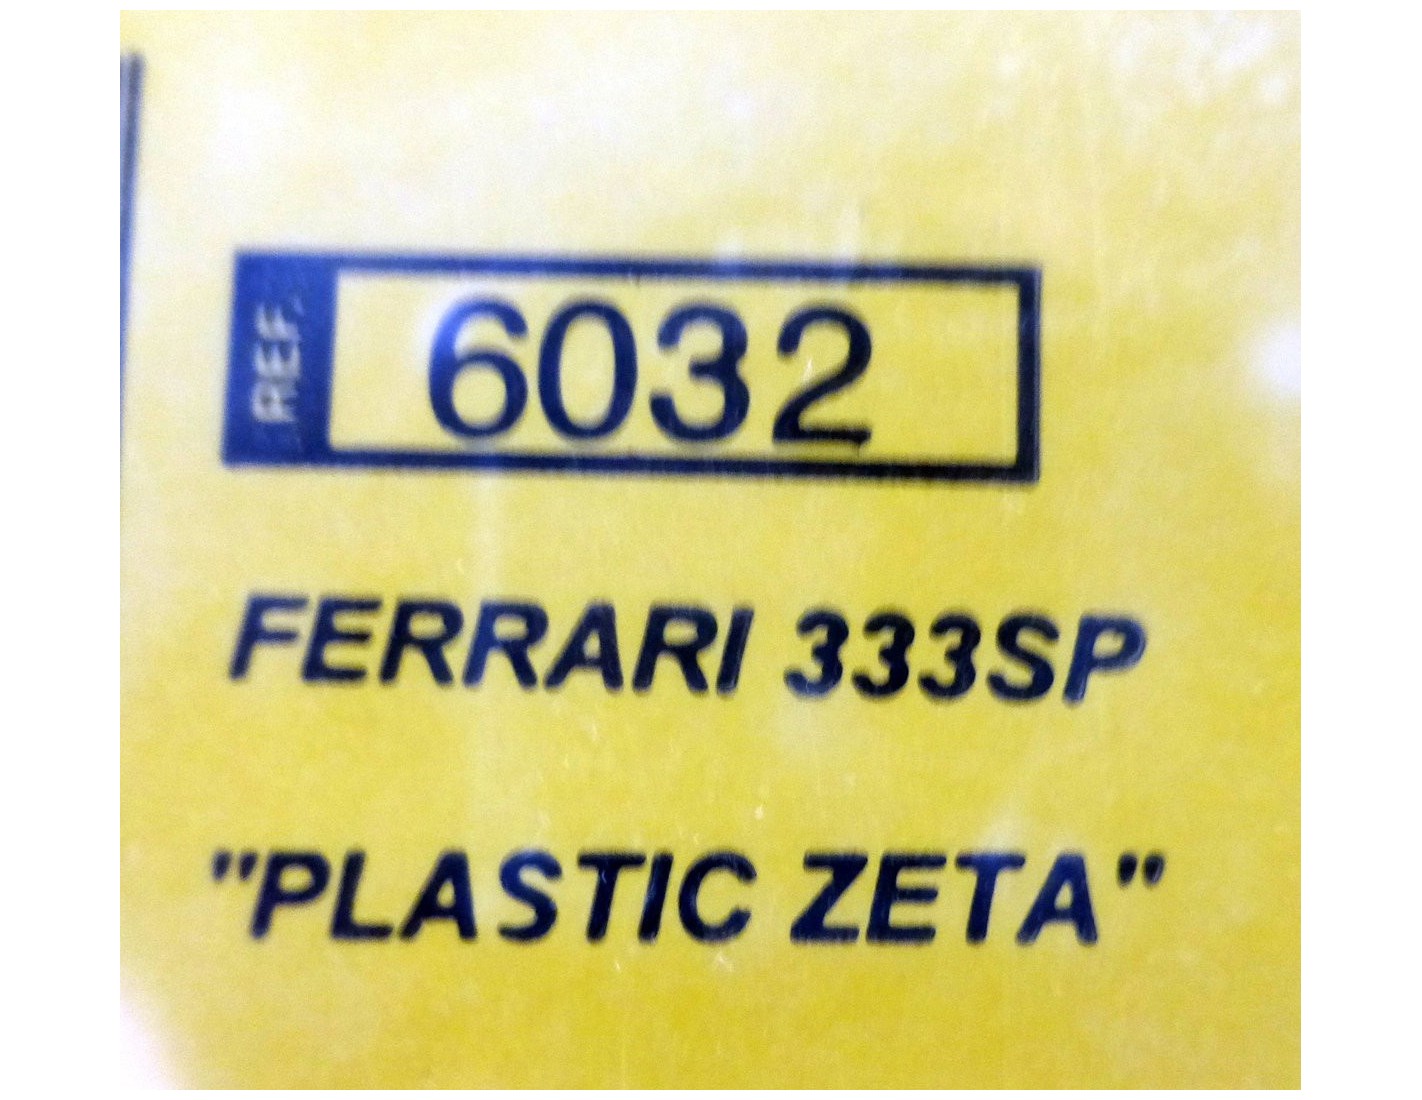 REF. 6032
FERRARI 333SP
"PLASTIC ZETA"